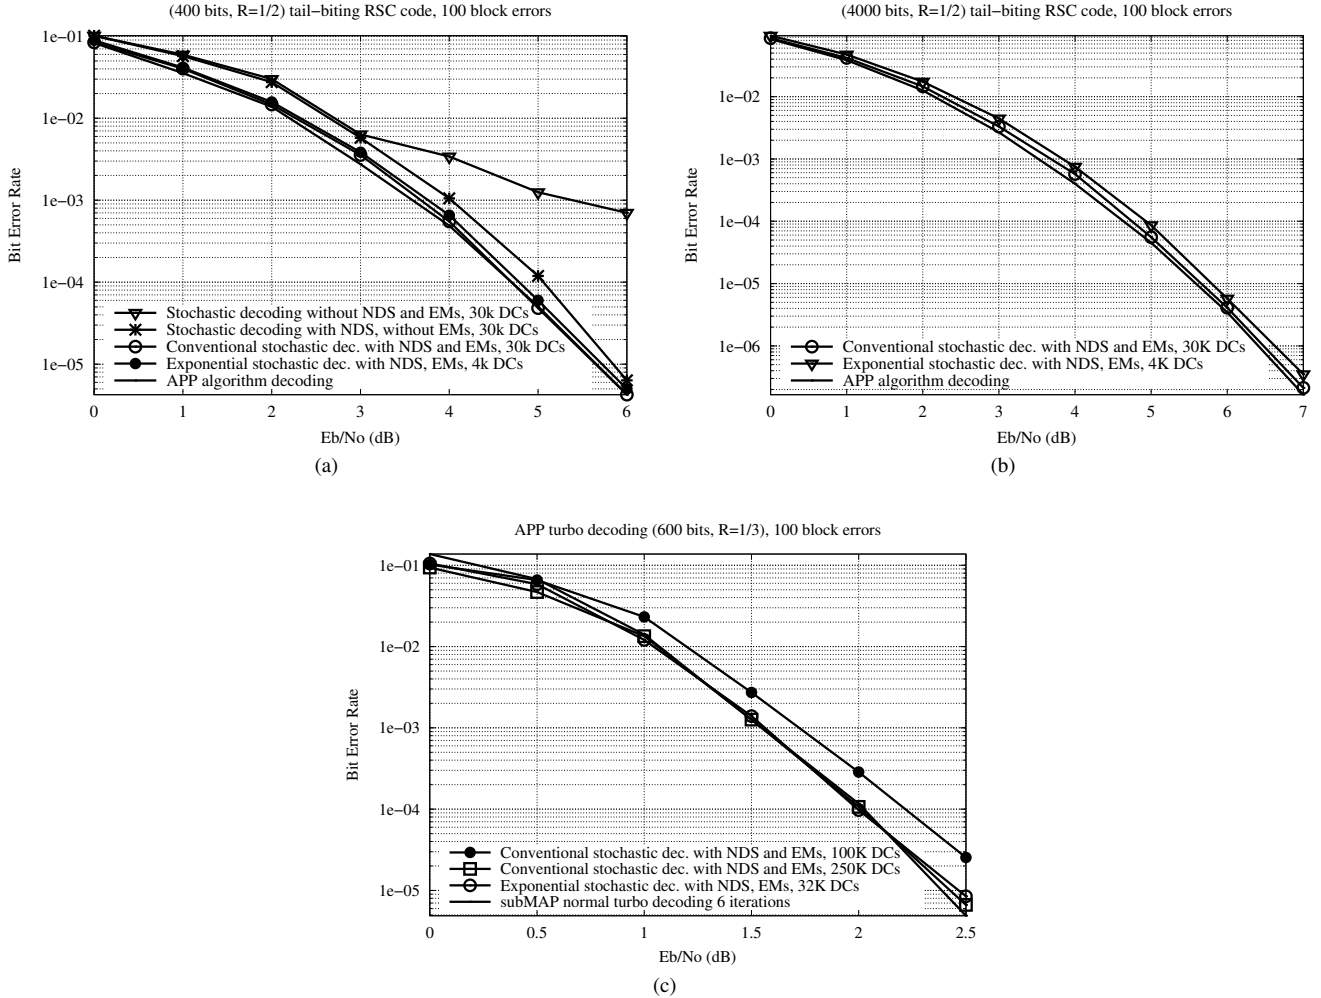 (400 bits, R=1/2) tail−biting RSC code, 100 block errors
1e−01
1e−02
1e−03
1e−04
1e−05
Bit Error Rate
Stochastic decoding without NDS and EMs, 30k DCs
Stochastic decoding with NDS, without EMs, 30k DCs
Conventional stochastic dec. with NDS and EMs, 30k DCs
Exponential stochastic dec. with NDS, EMs, 4k DCs
APP algorithm decoding
0 1 2 3 4 5 6
Eb/No (dB)
(a)
(4000 bits, R=1/2) tail−biting RSC code, 100 block errors
1e−02
1e−03
1e−04
1e−05
1e−06
Bit Error Rate
Conventional stochastic dec. with NDS and EMs, 30K DCs
Exponential stochastic dec. with NDS, EMs, 4K DCs
APP algorithm decoding
0 1 2 3 4 5 6 7
Eb/No (dB)
(b)
APP turbo decoding (600 bits, R=1/3), 100 block errors
1e−01
1e−02
1e−03
1e−04
1e−05
Bit Error Rate
Conventional stochastic dec. with NDS and EMs, 100K DCs
Conventional stochastic dec. with NDS and EMs, 250K DCs
Exponential stochastic dec. with NDS, EMs, 32K DCs
subMAP normal turbo decoding 6 iterations
0 0.5 1 1.5 2 2.5
Eb/No (dB)
(c)